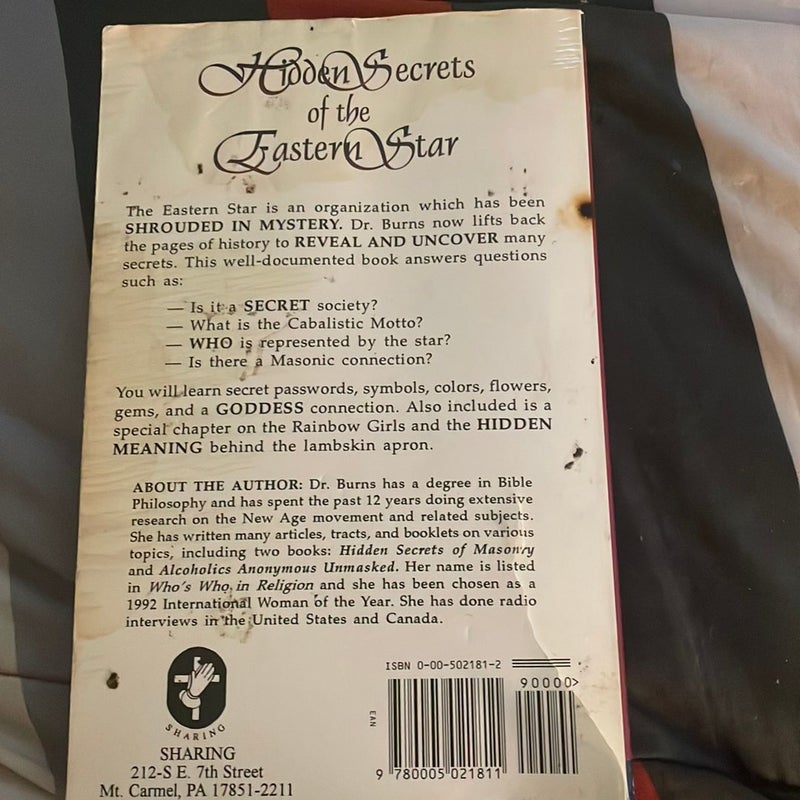 Hidden Secrets
of the
Eastern Star
The Eastern Star is an organization which has been
SHROUDED IN MYSTERY. Dr. Burns now lifts back
the pages of history to REVEAL AND UNCOVER many
secrets. This well-documented book answers questions
such as:
— Is it a SECRET society?
— What is the Cabalistic Motto?
— WHO is represented by the star?
— Is there a Masonic connection?
You will learn secret passwords, symbols, colors, flowers,
gems, and a GODDESS connection. Also included is a
special chapter on the Rainbow Girls and the HIDDEN
MEANING behind the lambskin apron.
ABOUT THE AUTHOR: Dr. Burns has a degree in Bible
Philosophy and has spent the past 12 years doing extensive
research on the New Age movement and related subjects.
She has written many articles, tracts, and booklets on various
topics, including two books: Hidden Secrets of Masonry
and Alcoholics Anonymous Unmasked. Her name is listed
in Who's Who in Religion and she has been chosen as a
1992 International Woman of the Year. She has done radio
interviews in the United States and Canada.
SHARING
SHARING
212-S E. 7th Street
Mt. Carmel, PA 17851-2211
ISBN 0-00-502181-2
90000>
EAN
9 780005 021811